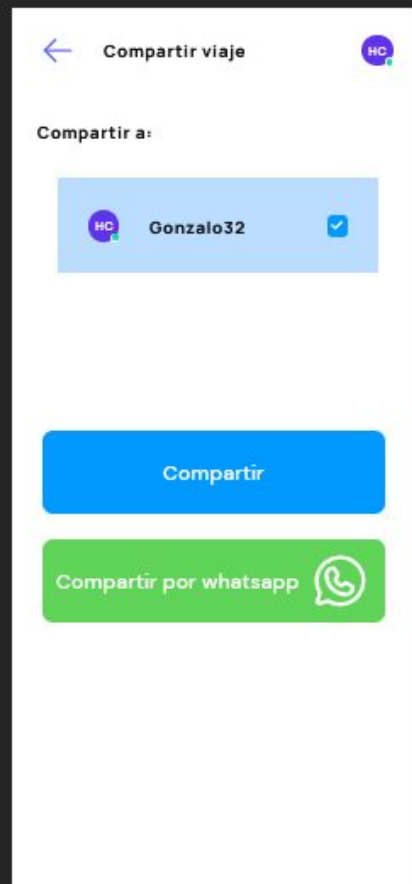 Compartir viaje
HC
Compartir a:
HC
Gonzalo32
Compartir
Compartir por whatsapp